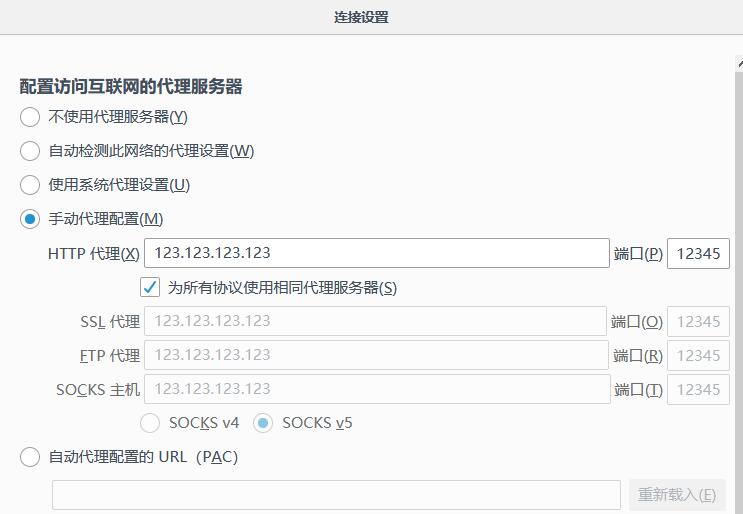 连接设置
配置访问互联网的代理服务器
不使用代理服务器(Y)
自动检测此网络的代理设置(W)
使用系统代理设置(U)
手动代理配置(M)
HTTP 代理(X) 123.123.123.123 端口(P) 12345
为所有协议使用相同代理服务器(S)
SSL 代理 123.123.123.123 端口(O) 12345
FTP 代理 123.123.123.123 端口(R) 12345
SOCKS 主机 123.123.123.123 端口(T) 12345
SOCKS v4 SOCKS v5
自动代理配置的 URL（PAC）
重新载入(E)